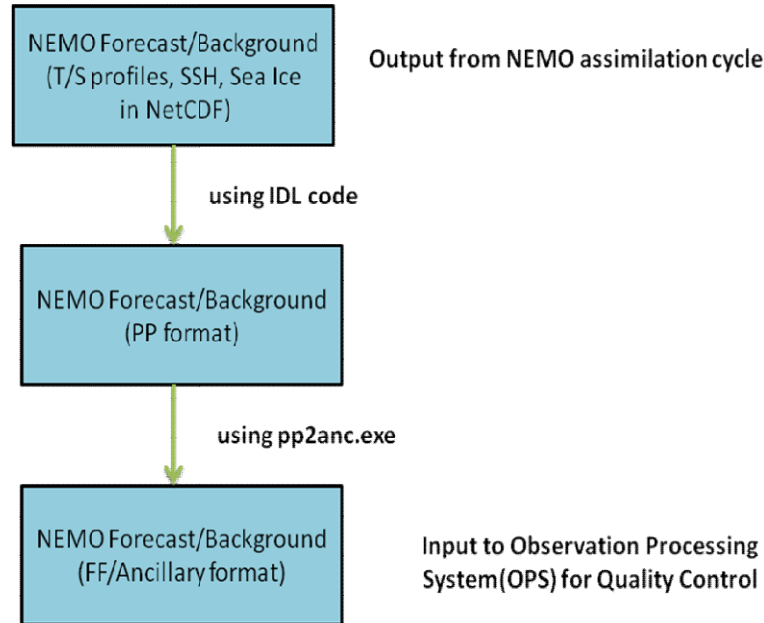 NEMO Forecast/Background
(T/S profiles, SSH, Sea Ice
in NetCDF)
Output from NEMO assimilation cycle
using IDL code
NEMO Forecast/Background
(PP format)
using pp2anc.exe
NEMO Forecast/Background
(FF/Ancillary format)
Input to Observation Processing
System(OPS) for Quality Control